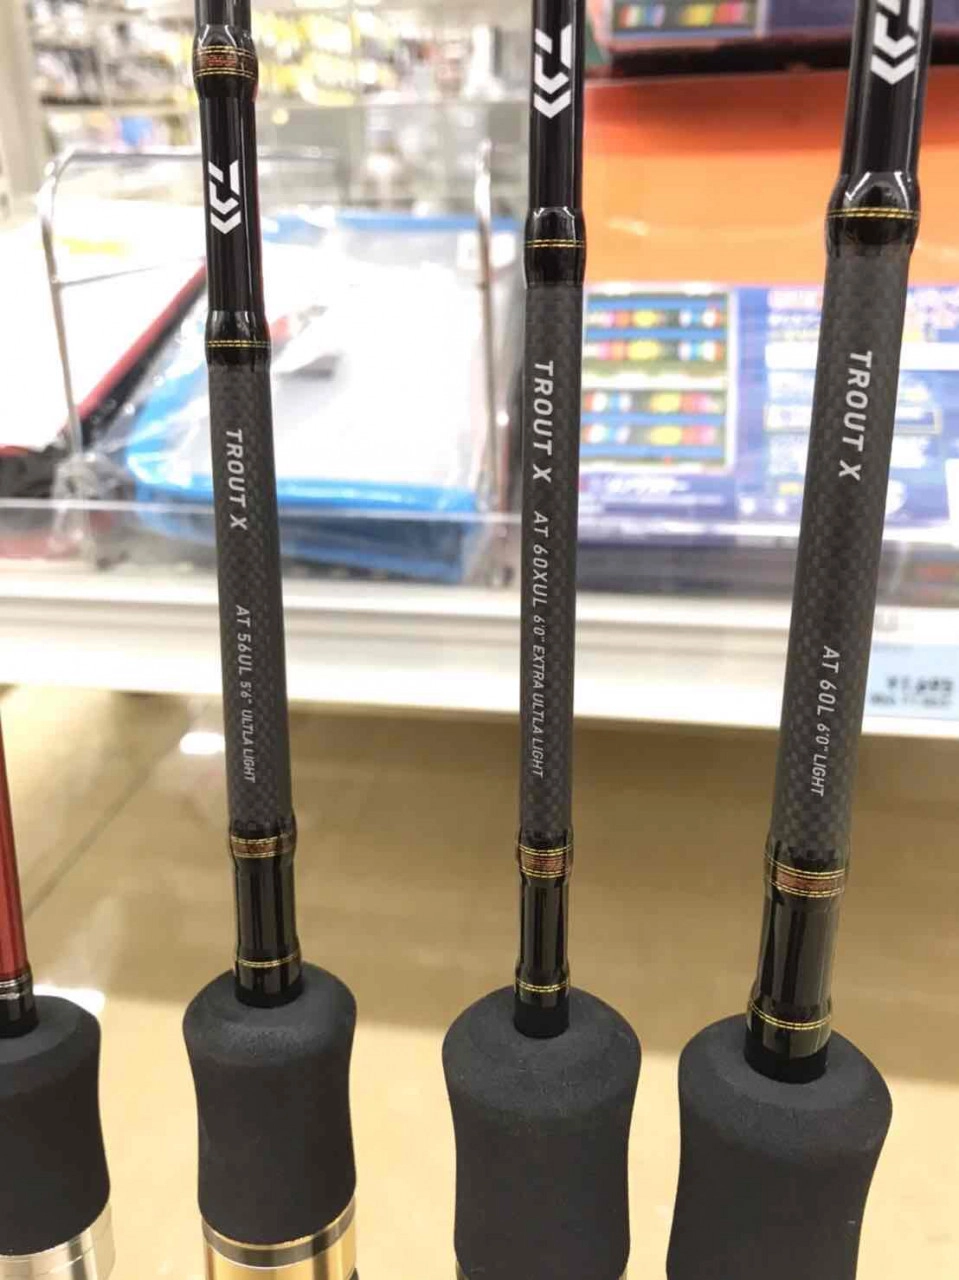 TROUT X AT 56UL 5'6" ULTLA LIGHT
TROUT X AT 60XUL 6'0" EXTRA ULTLA LIGHT
TROUT X AT 60L 6'0" LIGHT